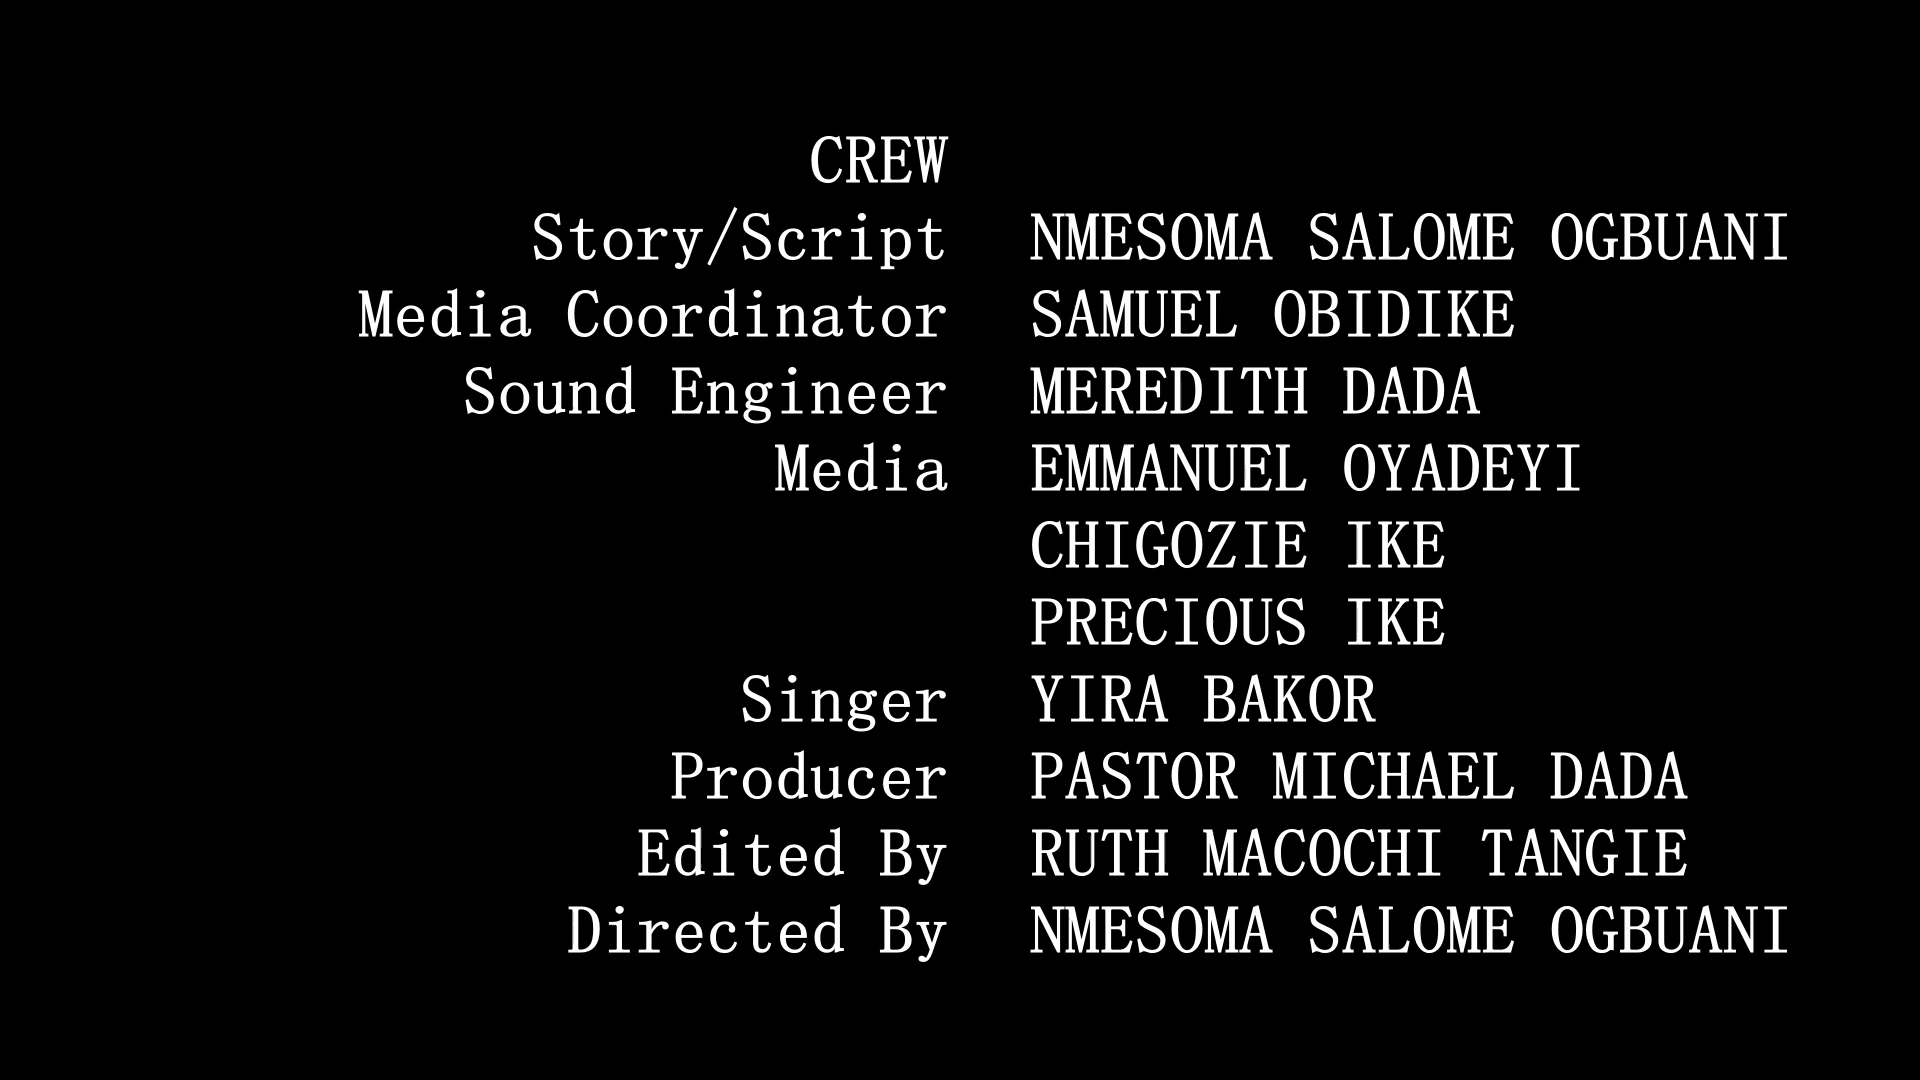 CREW
Story/Script NMESOMA SALOME OGBUANI
Media Coordinator SAMUEL OBIDIKE
Sound Engineer MEREDITH DADA
Media EMMANUEL OYADEYI
CHIGOZIE IKE
PRECIOUS IKE
Singer YIRA BAKOR
Producer PASTOR MICHAEL DADA
Edited By RUTH MACOCHI TANGIE
Directed By NMESOMA SALOME OGBUANI